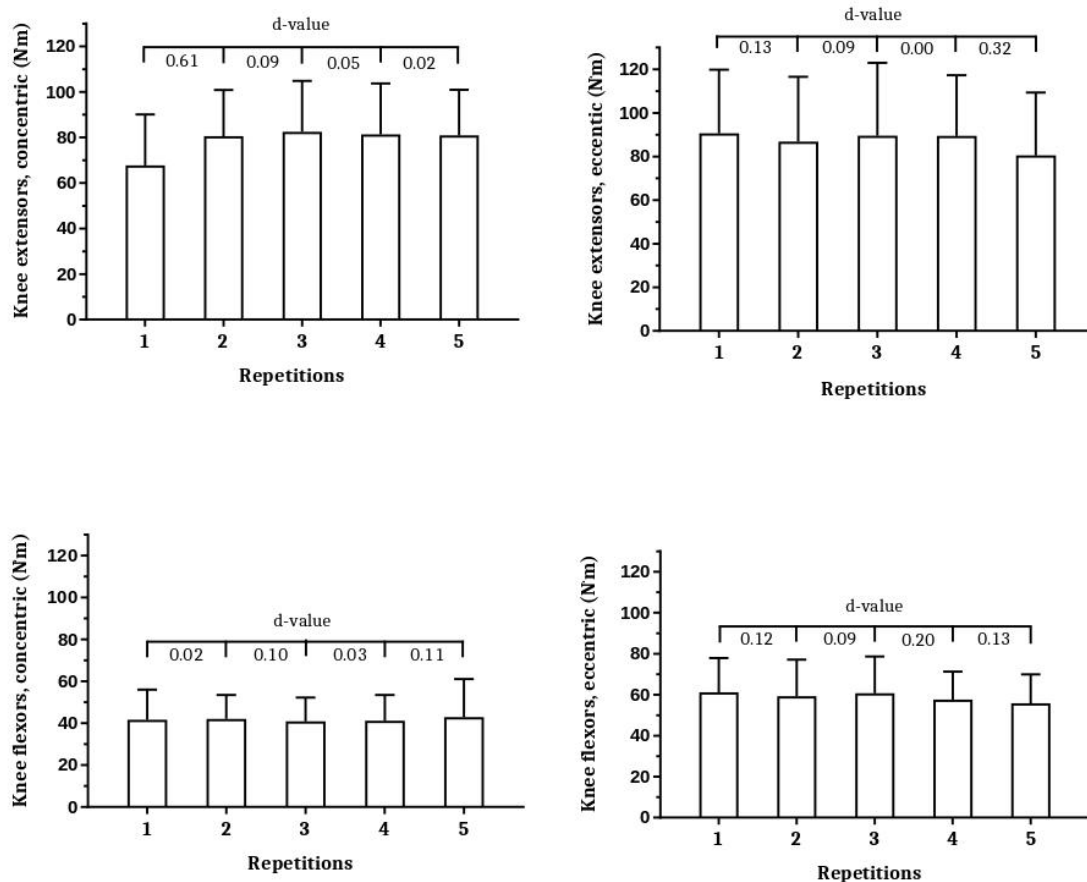 d-value
0.61 0.09 0.05 0.02
Knee extensors, concentric (Nm)
120
100
80
60
40
20
0
1 2 3 4 5
Repetitions
d-value
0.13 0.09 0.00 0.32
Knee extensors, eccentic (Nm)
120
100
80
60
40
20
0
1 2 3 4 5
Repetitions
d-value
0.02 0.10 0.03 0.11
Knee flexors, concentric (Nm)
120
100
80
60
40
20
0
1 2 3 4 5
Repetitions
d-value
0.12 0.09 0.20 0.13
Knee flexors, eccentric (Nm)
120
100
80
60
40
20
0
1 2 3 4 5
Repetitions